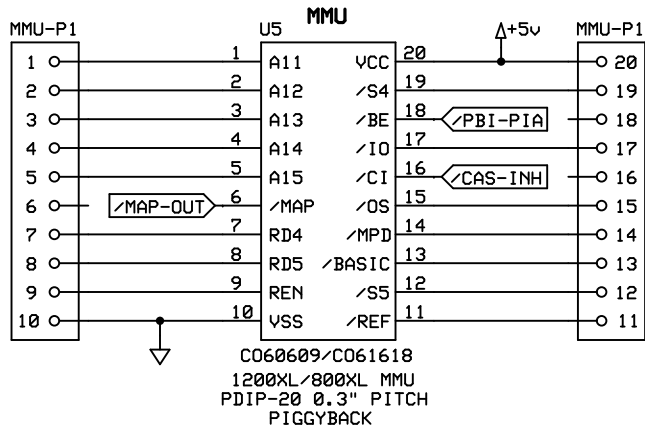 MMU
MMU-P1 U5 +5v MMU-P1
1 1 A11 VCC 20 20
2 2 A12 /S4 19 19
3 3 A13 /BE 18 /PBI-PIA 18
4 4 A14 /IO 17 17
5 5 A15 /CI 16 /CAS-INH 16
6 /MAP-OUT 6 /MAP /OS 15 15
7 7 RD4 /MPD 14 14
8 8 RD5 /BASIC 13 13
9 9 REN /S5 12 12
10 10 VSS /REF 11 11
CO60609/CO61618
1200XL/800XL MMU
PDIP-20 0.3" PITCH
PIGGYBACK